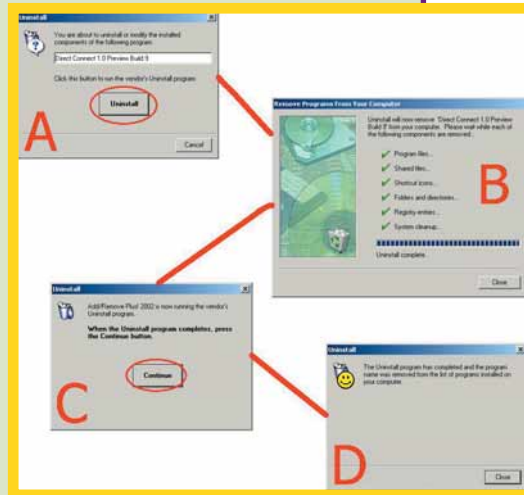 Uninstall
You are about to uninstall or modify the installed
components of the following program:
Direct Connect 1.0 Preview Build 9
Click this button to run the vendor's Uninstall program:
Uninstall
Cancel
A
Remove Programs From Your Computer
Uninstall will now remove 'Direct Connect 1.0 Preview
Build 9' from your computer. Please wait while each of
the following components are removed...
Program files...
Shared files...
Shortcut icons...
Folders and directories...
Registry entries...
System cleanup...
Uninstall complete.
Close
B
Uninstall
Add/Remove Plus! 2002 is now running the vendor's
Uninstall program.
When the Uninstall program completes, press
the Continue button.
Continue
C
Uninstall
The Uninstall program has completed and the program
name was removed from the list of programs installed on
your computer.
Close
D